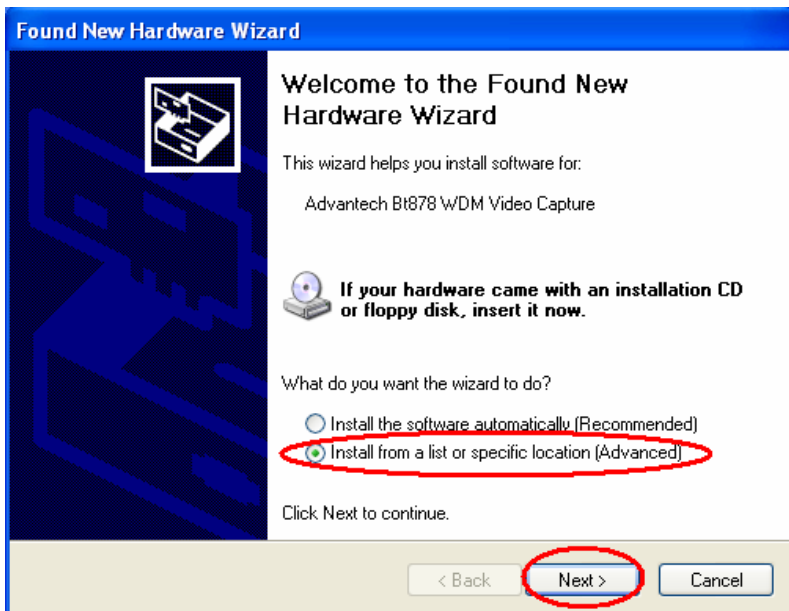 Found New Hardware Wizard
Welcome to the Found New
Hardware Wizard
This wizard helps you install software for:
Advantech Bt878 WDM Video Capture
If your hardware came with an installation CD
or floppy disk, insert it now.
What do you want the wizard to do?
Install the software automatically (Recommended)
Install from a list or specific location (Advanced)
Click Next to continue.
< Back Next > Cancel